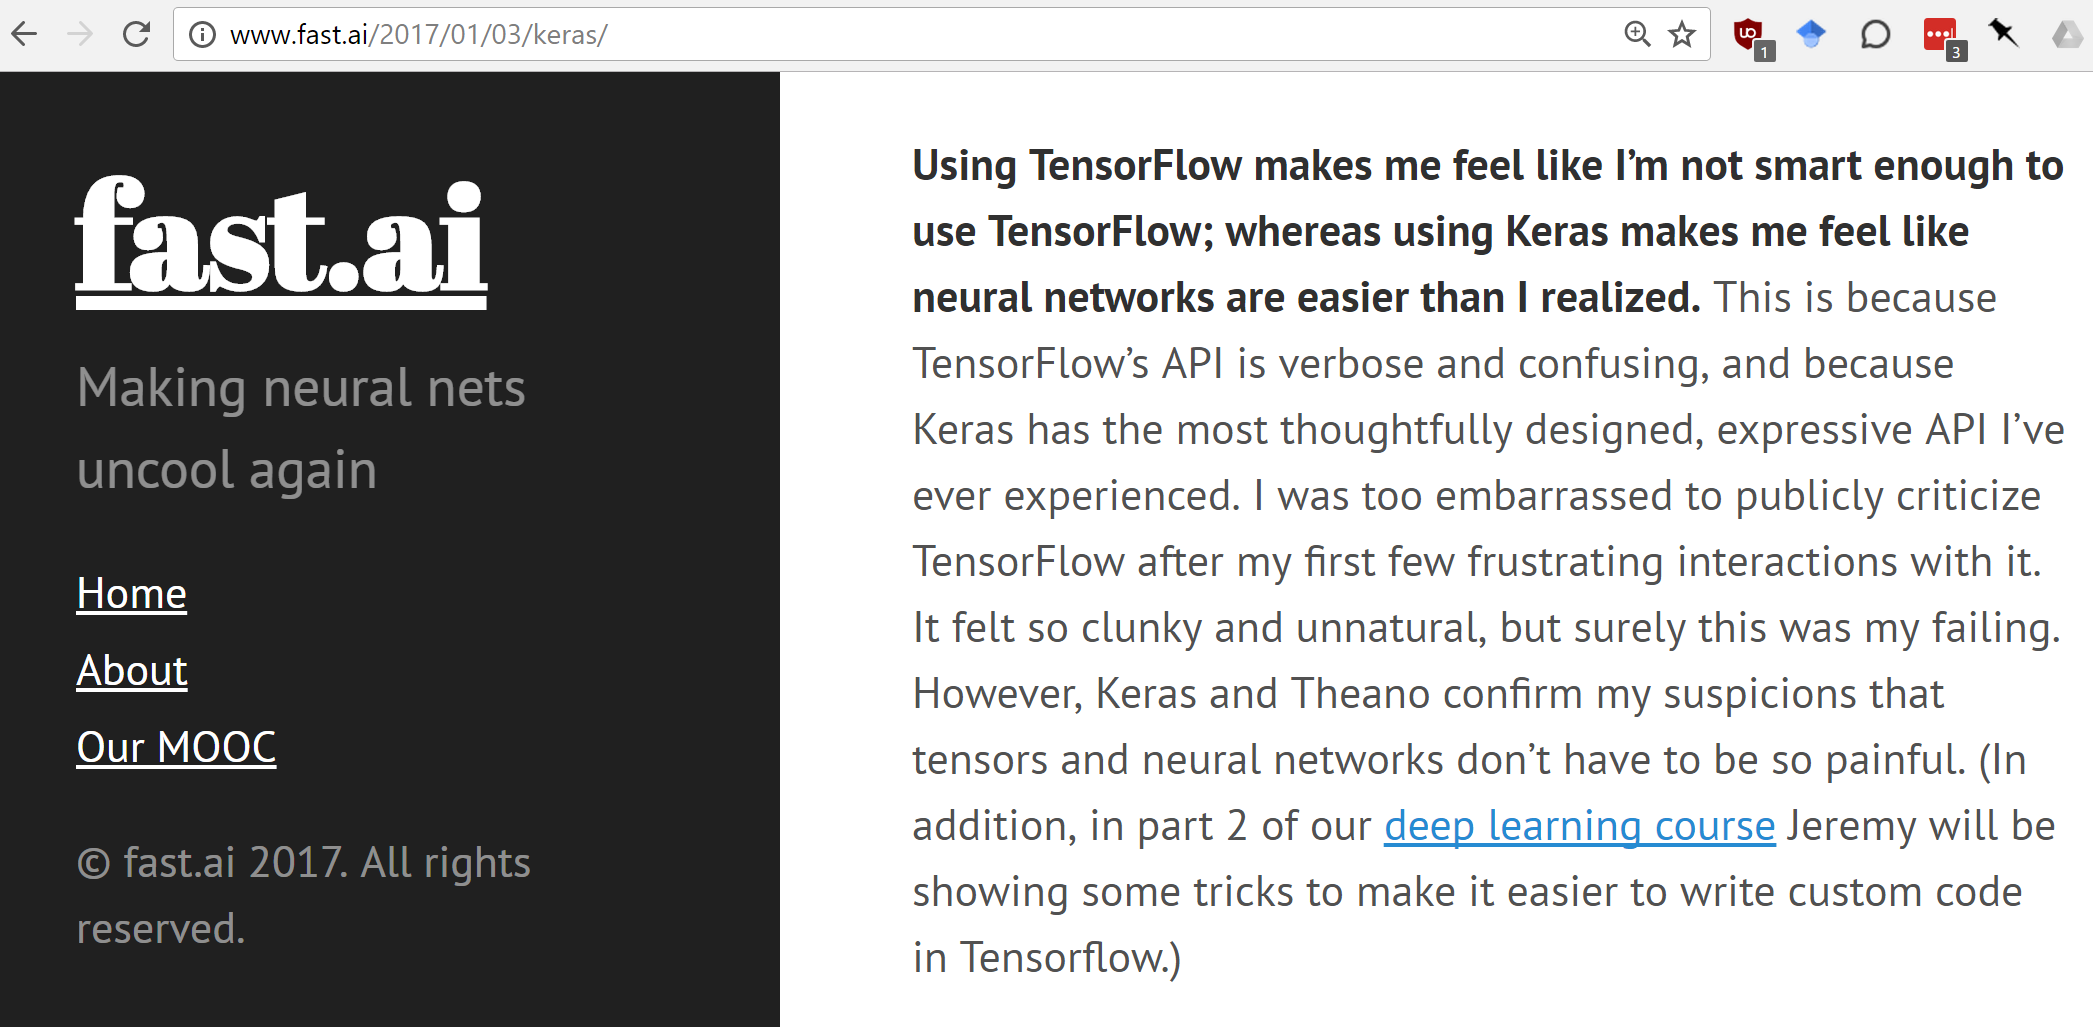 www.fast.ai/2017/01/03/keras/
1
3
fast.ai
Making neural nets
uncool again
Home
About
Our MOOC
© fast.ai 2017. All rights
reserved.
Using TensorFlow makes me feel like I’m not smart enough to
use TensorFlow; whereas using Keras makes me feel like
neural networks are easier than I realized. This is because
TensorFlow’s API is verbose and confusing, and because
Keras has the most thoughtfully designed, expressive API I’ve
ever experienced. I was too embarrassed to publicly criticize
TensorFlow after my first few frustrating interactions with it.
It felt so clunky and unnatural, but surely this was my failing.
However, Keras and Theano confirm my suspicions that
tensors and neural networks don’t have to be so painful. (In
addition, in part 2 of our deep learning course Jeremy will be
showing some tricks to make it easier to write custom code
in Tensorflow.)